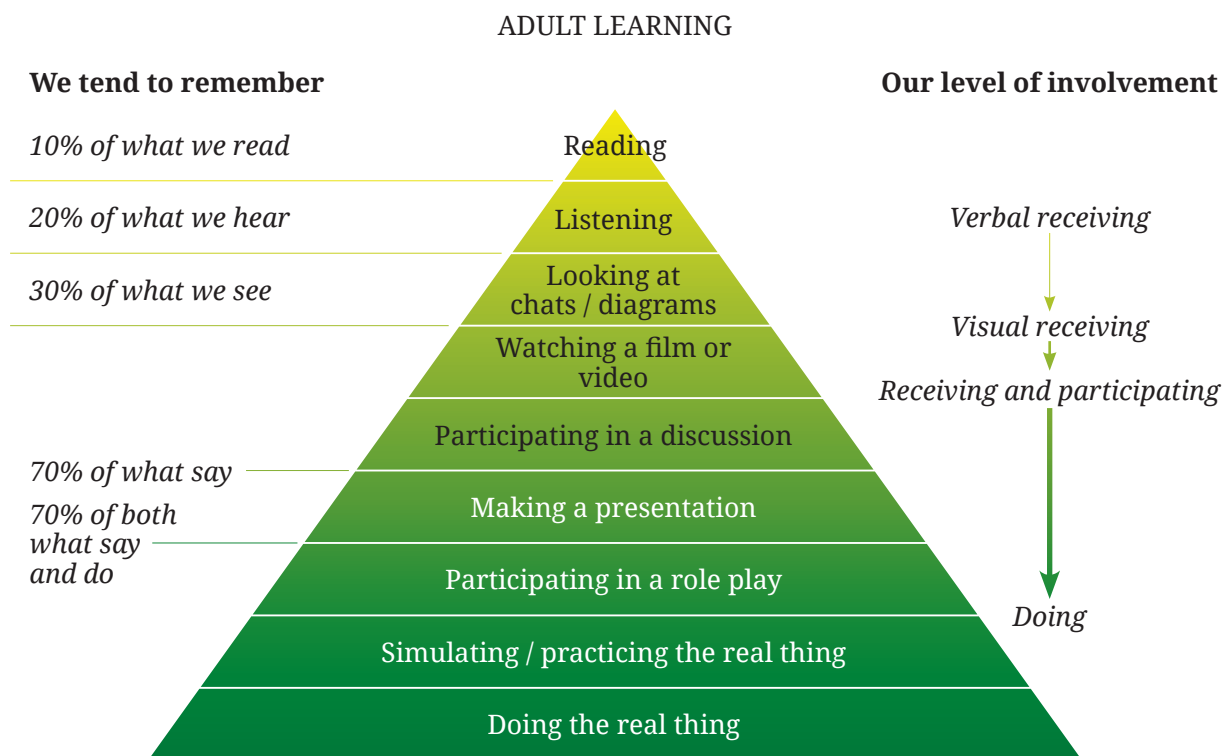 ADULT LEARNING
We tend to remember
Our level of involvement
10% of what we read
Reading
20% of what we hear
Listening
Verbal receiving
30% of what we see
Looking at
chats / diagrams
Visual receiving
Watching a film or
video
Receiving and participating
Participating in a discussion
70% of what say
Making a presentation
70% of both
what say
and do
Participating in a role play
Doing
Simulating / practicing the real thing
Doing the real thing